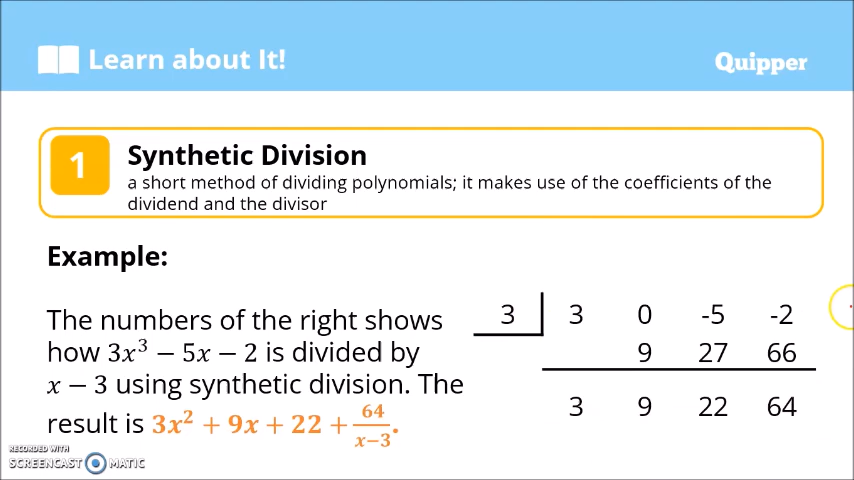 Learn about It!
Quipper
1
Synthetic Division
a short method of dividing polynomials; it makes use of the coefficients of the
dividend and the divisor
Example:
The numbers of the right shows
how 3x³ − 5x − 2 is divided by
x − 3 using synthetic division. The
result is 3x² + 9x + 22 + 64/(x−3).
3 3 0 -5 -2
9 27 66
3 9 22 64
RECORDED WITH
SCREENCAST MATIC